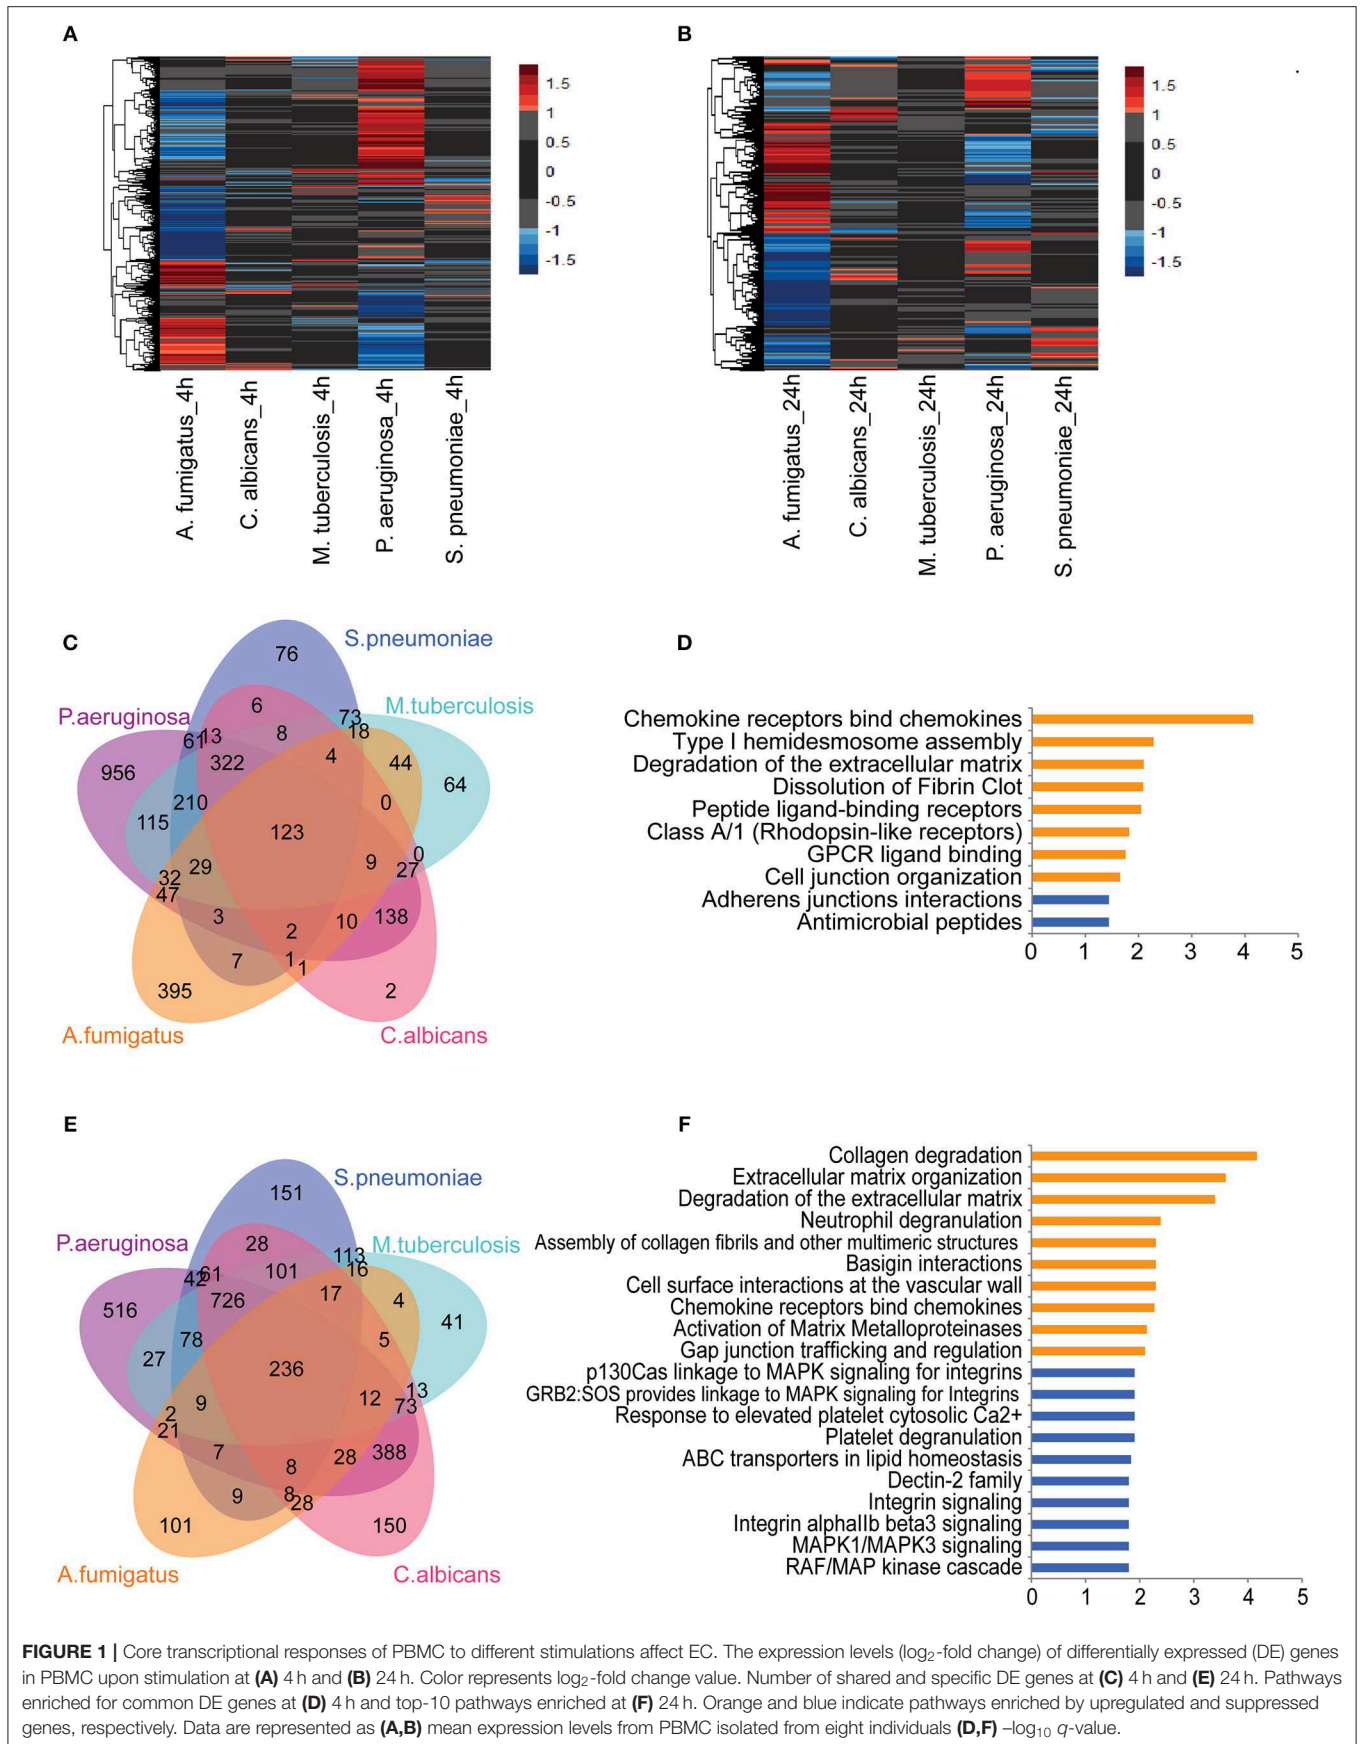 A
B
1.5
1
0.5
0
-0.5
-1
-1.5
1.5
1
0.5
0
-0.5
-1
-1.5
A. fumigatus_4h
C. albicans_4h
M. tuberculosis_4h
P. aeruginosa_4h
S. pneumoniae_4h
A. fumigatus_24h
C. albicans_24h
M. tuberculosis_24h
P. aeruginosa_24h
S. pneumoniae_24h
C
S.pneumoniae
M.tuberculosis
P.aeruginosa
A.fumigatus
C.albicans
76
6
73
18
8
61
13
322
4
44
956
64
0
210
115
123
0
29
9
27
32
47
3
10
138
2
7
1
1
395
2
D
Chemokine receptors bind chemokines
Type I hemidesmosome assembly
Degradation of the extracellular matrix
Dissolution of Fibrin Clot
Peptide ligand-binding receptors
Class A/1 (Rhodopsin-like receptors)
GPCR ligand binding
Cell junction organization
Adherens junctions interactions
Antimicrobial peptides
0 1 2 3 4 5
E
S.pneumoniae
M.tuberculosis
P.aeruginosa
A.fumigatus
C.albicans
151
28
113
16
101
42
61
726
17
4
516
41
78
5
27
236
13
12
73
9
2
21
7
28
388
8
9
8
28
101
150
F
Collagen degradation
Extracellular matrix organization
Degradation of the extracellular matrix
Neutrophil degranulation
Assembly of collagen fibrils and other multimeric structures
Basigin interactions
Cell surface interactions at the vascular wall
Chemokine receptors bind chemokines
Activation of Matrix Metalloproteinases
Gap junction trafficking and regulation
p130Cas linkage to MAPK signaling for integrins
GRB2:SOS provides linkage to MAPK signaling for Integrins
Response to elevated platelet cytosolic Ca2+
Platelet degranulation
ABC transporters in lipid homeostasis
Dectin-2 family
Integrin signaling
Integrin alphaIIb beta3 signaling
MAPK1/MAPK3 signaling
RAF/MAP kinase cascade
0 1 2 3 4 5
FIGURE 1 | Core transcriptional responses of PBMC to different stimulations affect EC. The expression levels (log₂-fold change) of differentially expressed (DE) genes
in PBMC upon stimulation at (A) 4 h and (B) 24 h. Color represents log₂-fold change value. Number of shared and specific DE genes at (C) 4 h and (E) 24 h. Pathways
enriched for common DE genes at (D) 4 h and top-10 pathways enriched at (F) 24 h. Orange and blue indicate pathways enriched by upregulated and suppressed
genes, respectively. Data are represented as (A,B) mean expression levels from PBMC isolated from eight individuals (D,F) –log₁₀ q-value.